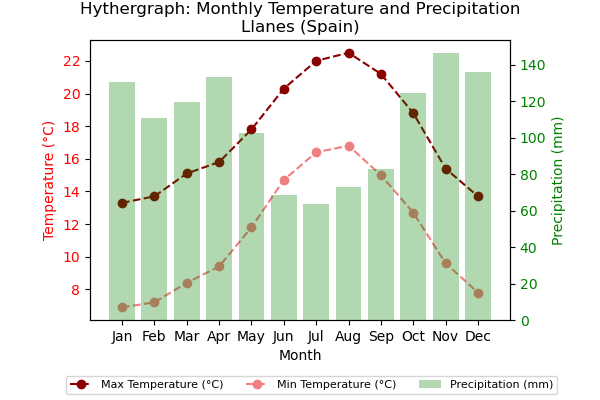 Hythergraph: Monthly Temperature and Precipitation
Llanes (Spain)
22
20
18
16
14
12
10
8
Temperature (°C)
140
120
100
80
60
40
20
0
Precipitation (mm)
Jan Feb Mar Apr May Jun Jul Aug Sep Oct Nov Dec
Month
Max Temperature (°C) Min Temperature (°C) Precipitation (mm)